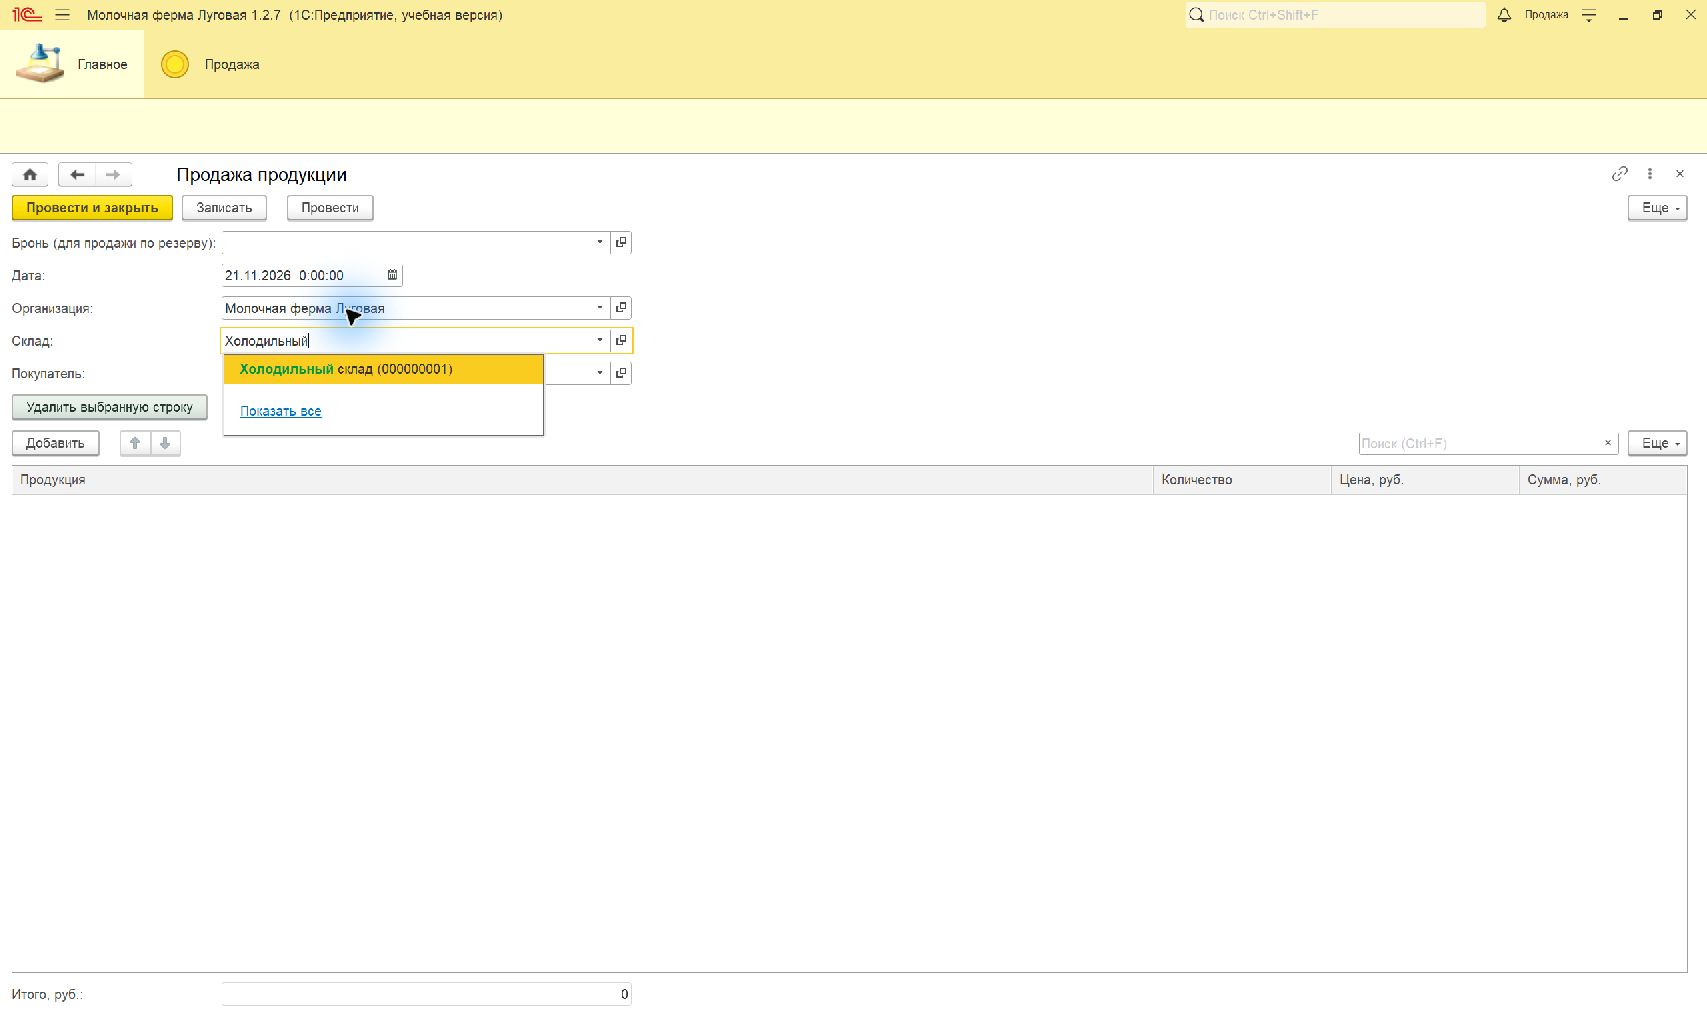 1С Молочная ферма Луговая 1.2.7 (1С:Предприятие, учебная версия) Поиск Ctrl+Shift+F Продажа
Главное Продажа
Продажа продукции
Провести и закрыть Записать Провести Еще
Бронь (для продажи по резерву):
Дата: 21.11.2026 0:00:00
Организация: Молочная ферма Луговая
Склад: Холодильный
Холодильный склад (000000001)
Покупатель:
Показать все
Удалить выбранную строку
Добавить Поиск (Ctrl+F) × Еще
Продукция Количество Цена, руб. Сумма, руб.
Итого, руб.: 0